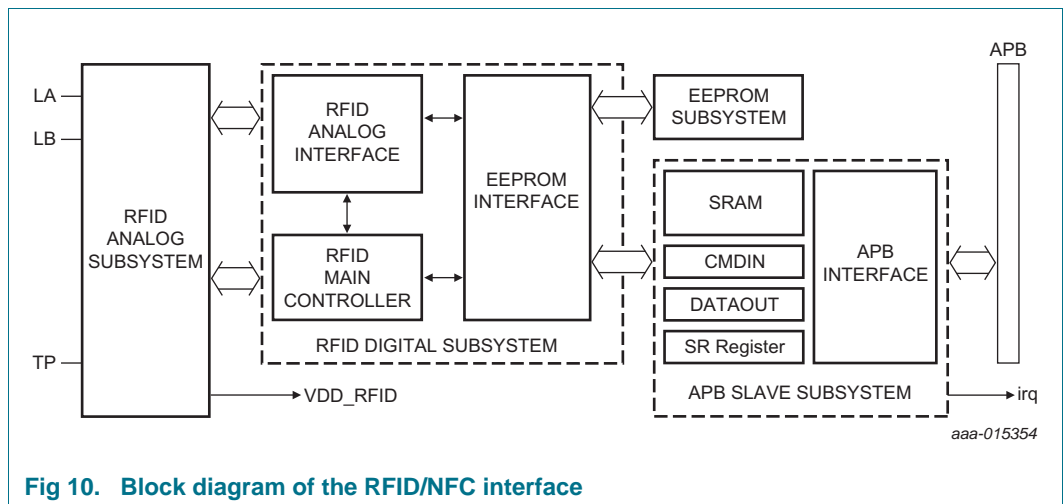 LA
LB
TP
RFID
ANALOG
SUBSYSTEM
VDD_RFID
RFID
ANALOG
INTERFACE
RFID
MAIN
CONTROLLER
EEPROM
INTERFACE
RFID DIGITAL SUBSYSTEM
EEPROM
SUBSYSTEM
SRAM
CMDIN
DATAOUT
SR Register
APB
INTERFACE
APB SLAVE SUBSYSTEM
APB
irq
aaa-015354
Fig 10. Block diagram of the RFID/NFC interface